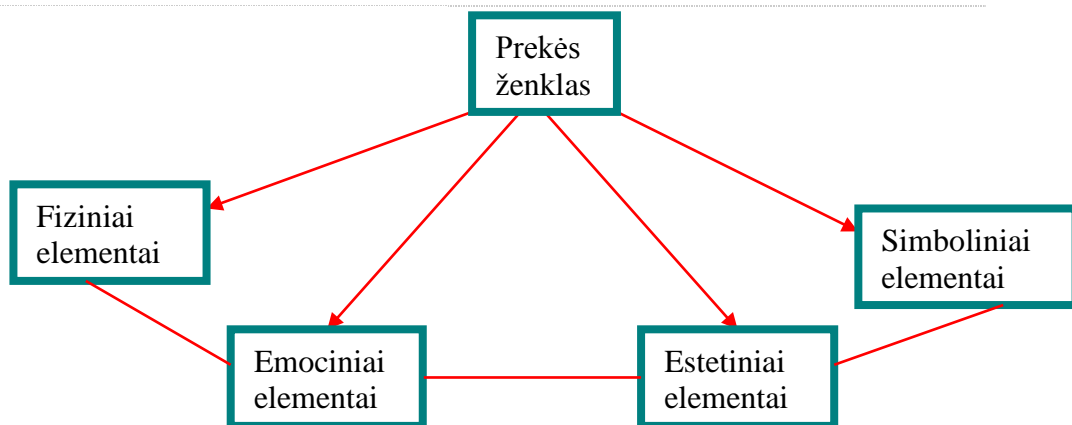 Prekės
ženklas
Fiziniai
elementai
Simboliniai
elementai
Emociniai
elementai
Estetiniai
elementai